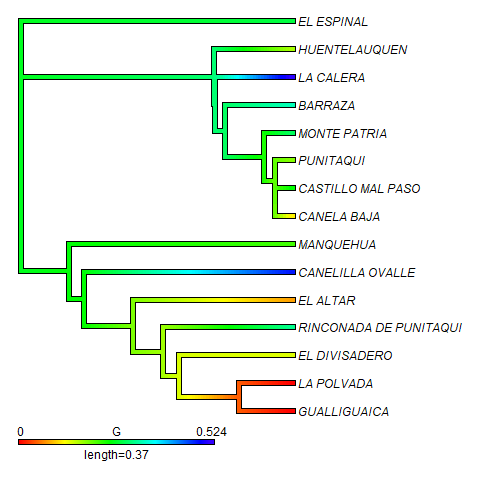 EL ESPINAL
HUENTELAUQUEN
LA CALERA
BARRAZA
MONTE PATRIA
PUNITAQUI
CASTILLO MAL PASO
CANELA BAJA
MANQUEHUA
CANELILLA OVALLE
EL ALTAR
RINCONADA DE PUNITAQUI
EL DIVISADERO
LA POLVADA
GUALLIGUAICA
0 G 0.524
length=0.37